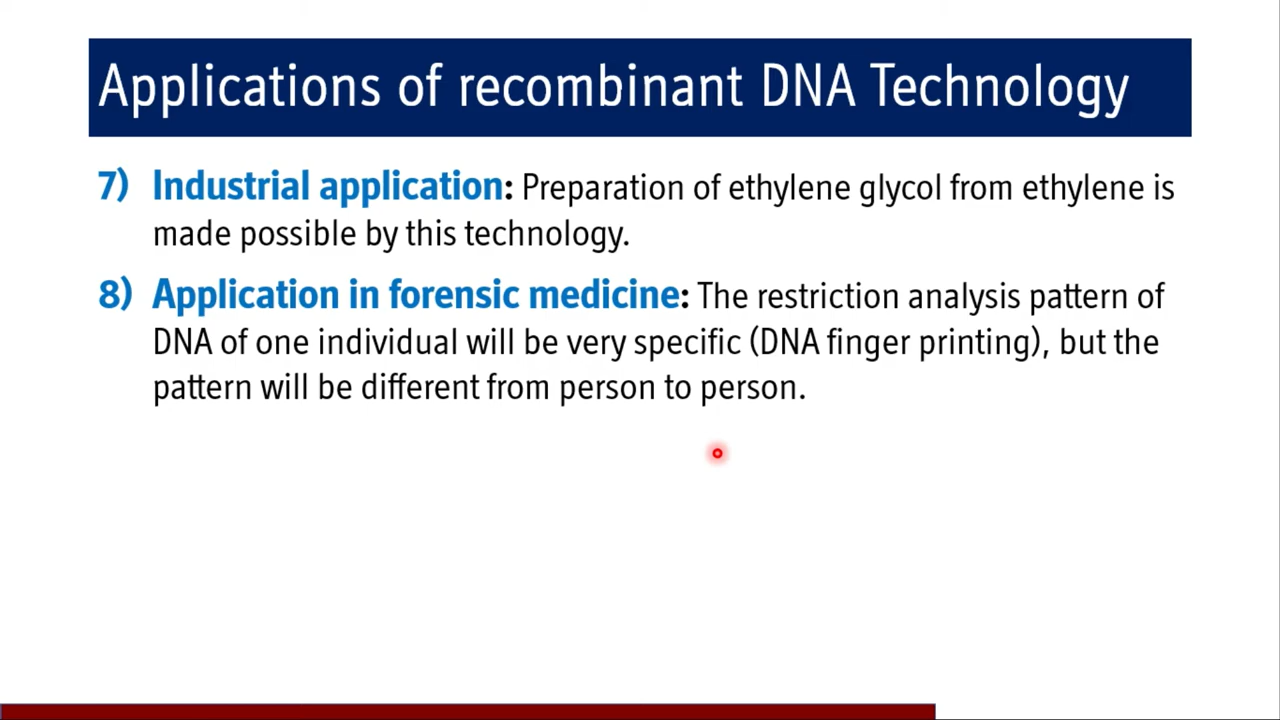 Applications of recombinant DNA Technology
7) Industrial application: Preparation of ethylene glycol from ethylene is
made possible by this technology.
8) Application in forensic medicine: The restriction analysis pattern of
DNA of one individual will be very specific (DNA finger printing), but the
pattern will be different from person to person.